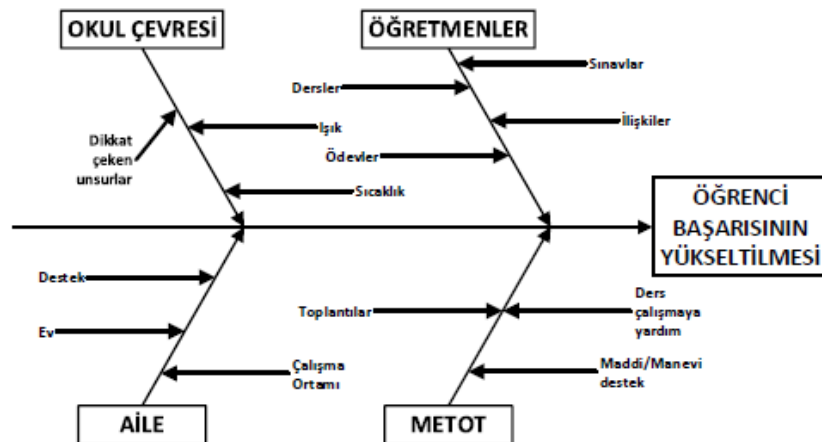 OKUL ÇEVRESİ
ÖĞRETMENLER
Sınavlar
Dersler
Işık
İlişkiler
Dikkat
çeken
unsurlar
Ödevler
Sıcaklık
ÖĞRENCİ
BAŞARISININ
YÜKSELTİLMESİ
Destek
Toplantılar
Ders
çalışmaya
yardım
Ev
Çalışma
Ortamı
Maddi/Manevi
destek
AİLE
METOT